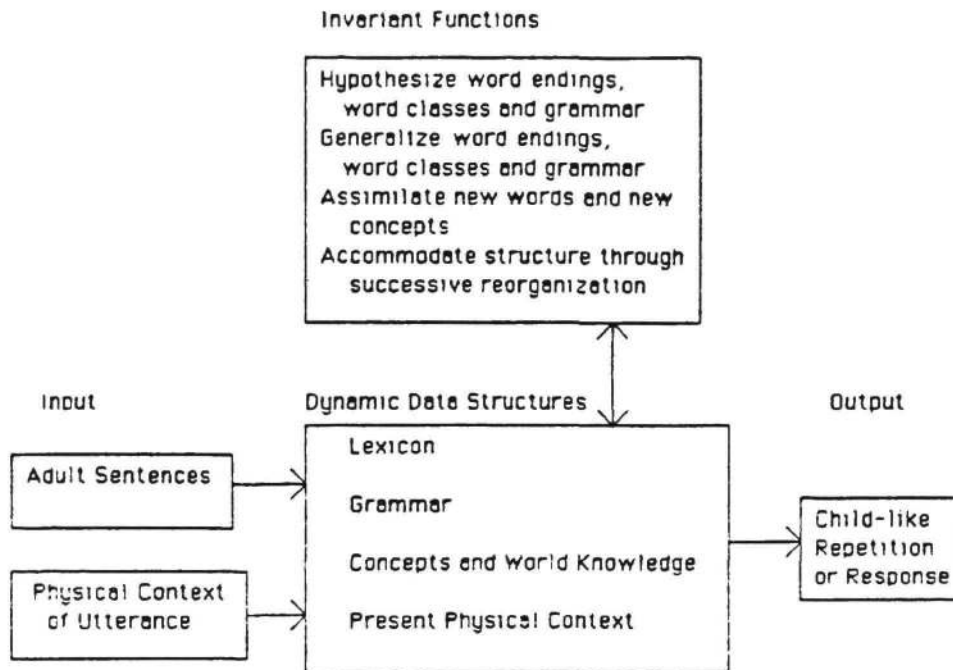 Invariant Functions
Hypothesize word endings,
word classes and grammar
Generalize word endings,
word classes and grammar
Assimilate new words and new
concepts
Accommodate structure through
successive reorganization
Input
Dynamic Data Structures
Output
Adult Sentences
Physical Context
of Utterance
Lexicon
Grammar
Concepts and World Knowledge
Present Physical Context
Child-like
Repetition
or Response